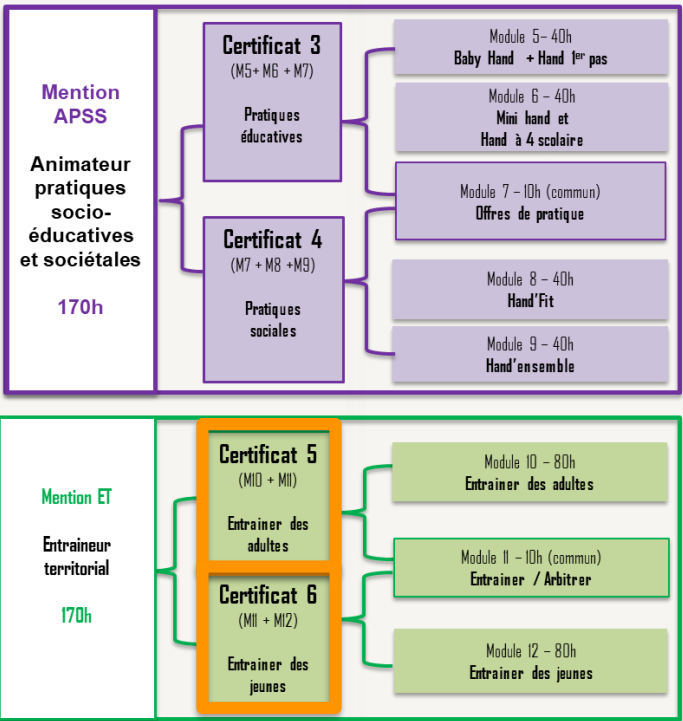 Mention
APSS
Animateur
pratiques
socio-
éducatives
et sociétales
170h
Certificat 3
(M5+ M6 + M7)
Pratiques
éducatives
Certificat 4
(M7 + M8 +M9)
Pratiques
sociales
Module 5– 40h
Baby Hand + Hand 1er pas
Module 6 – 40h
Mini hand et
Hand à 4 scolaire
Module 7 – 10h (commun)
Offres de pratique
Module 8 – 40h
Hand'Fit
Module 9 – 40h
Hand'ensemble
Mention ET
Entraineur
territorial
170h
Certificat 5
(M10 + M11)
Entrainer des
adultes
Certificat 6
(M11 + M12)
Entrainer des
jeunes
Module 10 – 80h
Entrainer des adultes
Module 11 – 10h (commun)
Entrainer / Arbitrer
Module 12 – 80h
Entrainer des jeunes